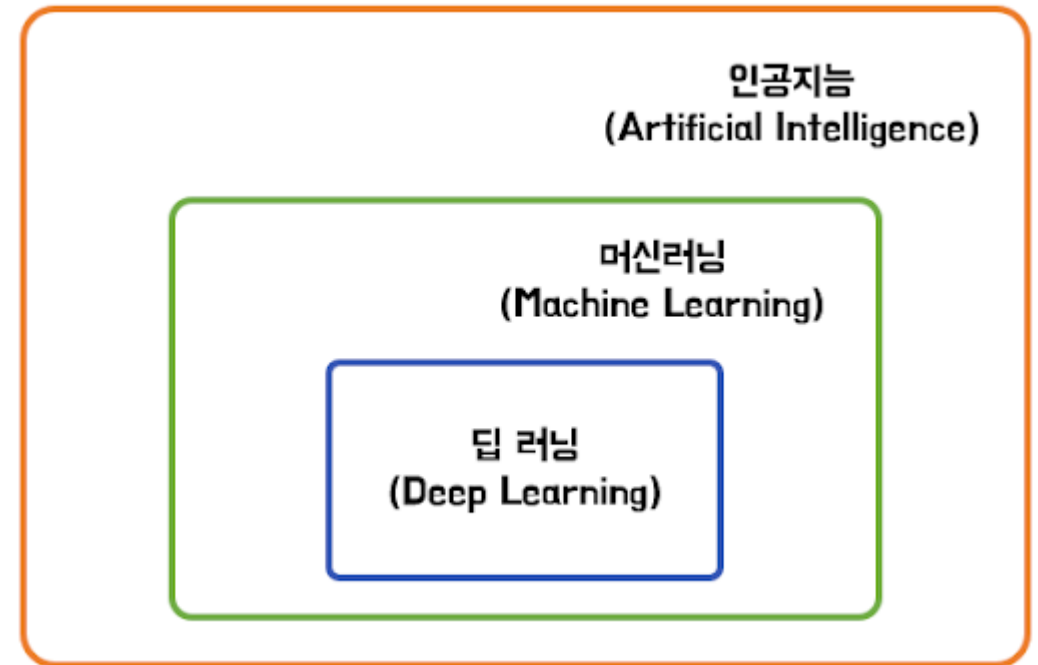 인공지능
(Artificial Intelligence)
머신러닝
(Machine Learning)
딥 러닝
(Deep Learning)